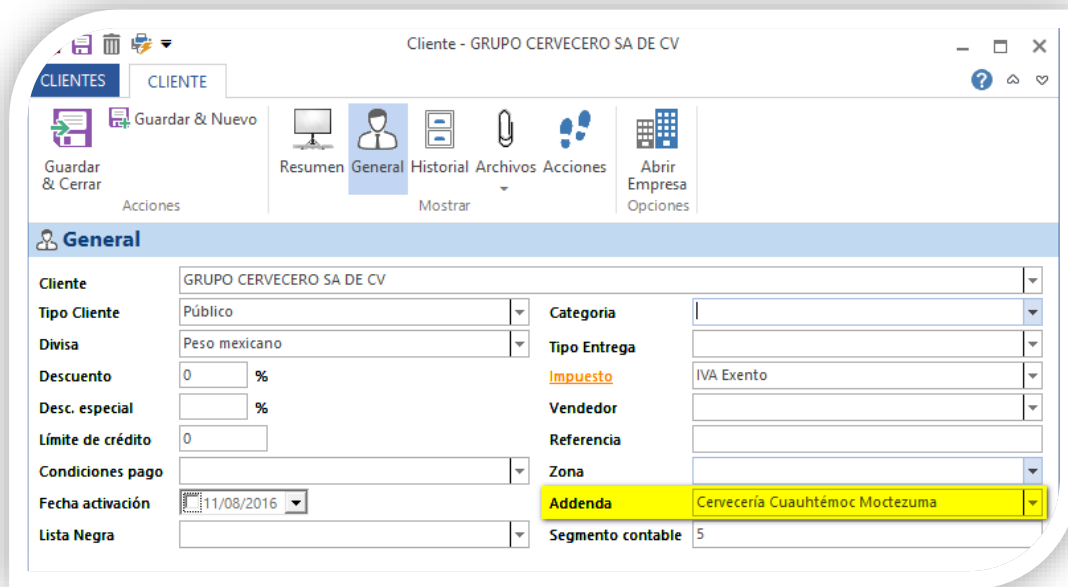 Cliente - GRUPO CERVECERO SA DE CV
CLIENTES CLIENTE
Guardar & Cerrar
Guardar & Nuevo
Resumen General Historial Archivos Acciones
Abrir Empresa
Acciones Mostrar Opciones
General
Cliente GRUPO CERVECERO SA DE CV
Tipo Cliente Público Categoria
Divisa Peso mexicano Tipo Entrega
Descuento 0 % Impuesto IVA Exento
Desc. especial % Vendedor
Límite de crédito 0 Referencia
Condiciones pago Zona
Fecha activación 11/08/2016 Addenda Cervecería Cuauhtémoc Moctezuma
Lista Negra Segmento contable 5